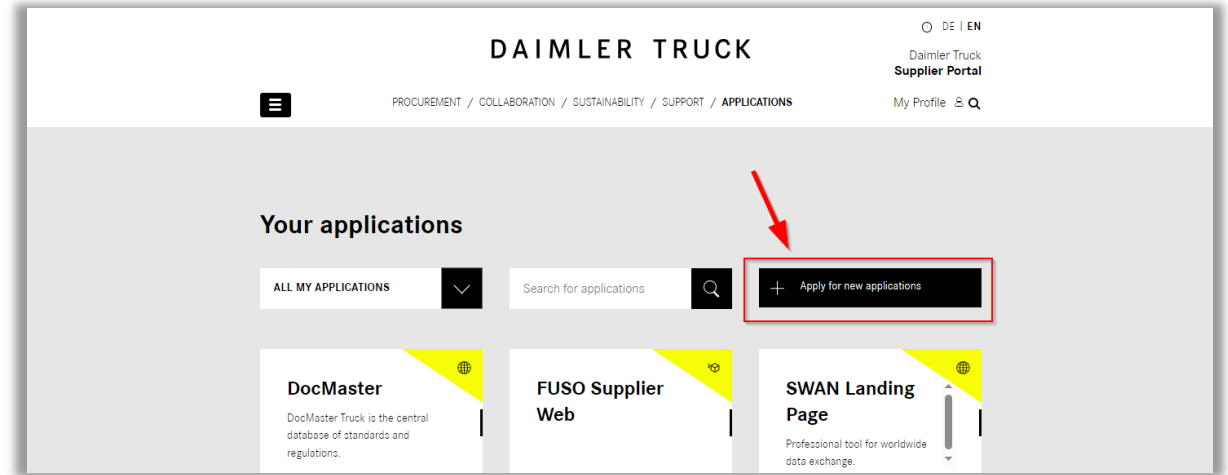 DE | EN
DAIMLER TRUCK
Daimler Truck
Supplier Portal
PROCUREMENT / COLLABORATION / SUSTAINABILITY / SUPPORT / APPLICATIONS
My Profile
Your applications
ALL MY APPLICATIONS
Search for applications
Apply for new applications
DocMaster
DocMaster Truck is the central
database of standards and
regulations.
FUSO Supplier
Web
SWAN Landing
Page
Professional tool for worldwide
data exchange.